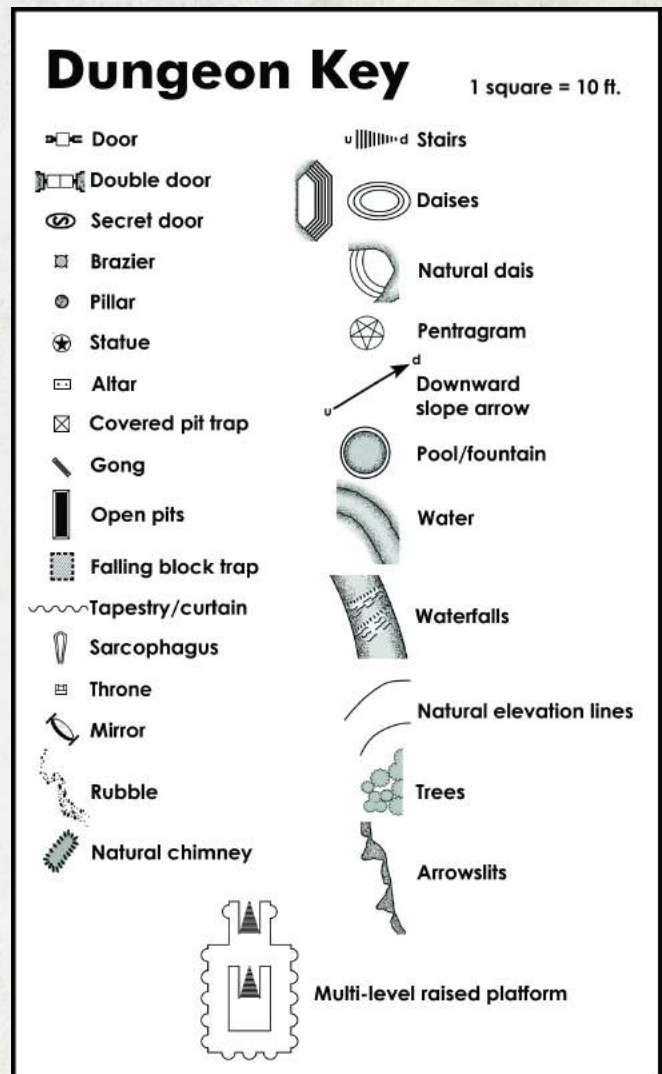 Dungeon Key
1 square = 10 ft.
Door
Double door
Secret door
Brazier
Pillar
Statue
Altar
Covered pit trap
Gong
Open pits
Falling block trap
Tapestry/curtain
Sarcophagus
Throne
Mirror
Rubble
Natural chimney
u d Stairs
Daises
Natural dais
Pentragram
d
u
Downward
slope arrow
Pool/fountain
Water
Waterfalls
Natural elevation lines
Trees
Arrowslits
Multi-level raised platform